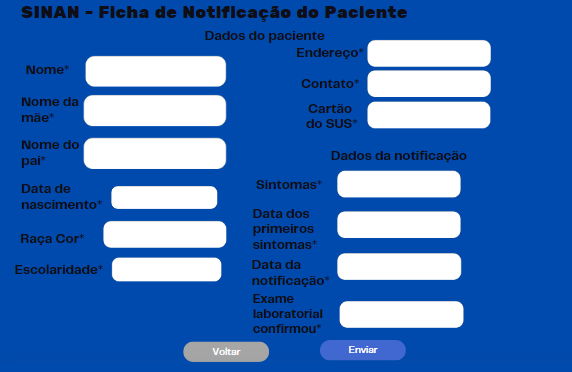 SINAN - Ficha de Notificação do Paciente
Dados do paciente
Nome*
Nome da
mãe*
Nome do
pai*
Data de
nascimento*
Raça Cor*
Escolaridade*
Endereço*
Contato*
Cartão
do SUS*
Dados da notificação
Sintomas*
Data dos
primeiros
sintomas*
Data da
notificação*
Exame
laboratorial
confirmou*
Voltar
Enviar